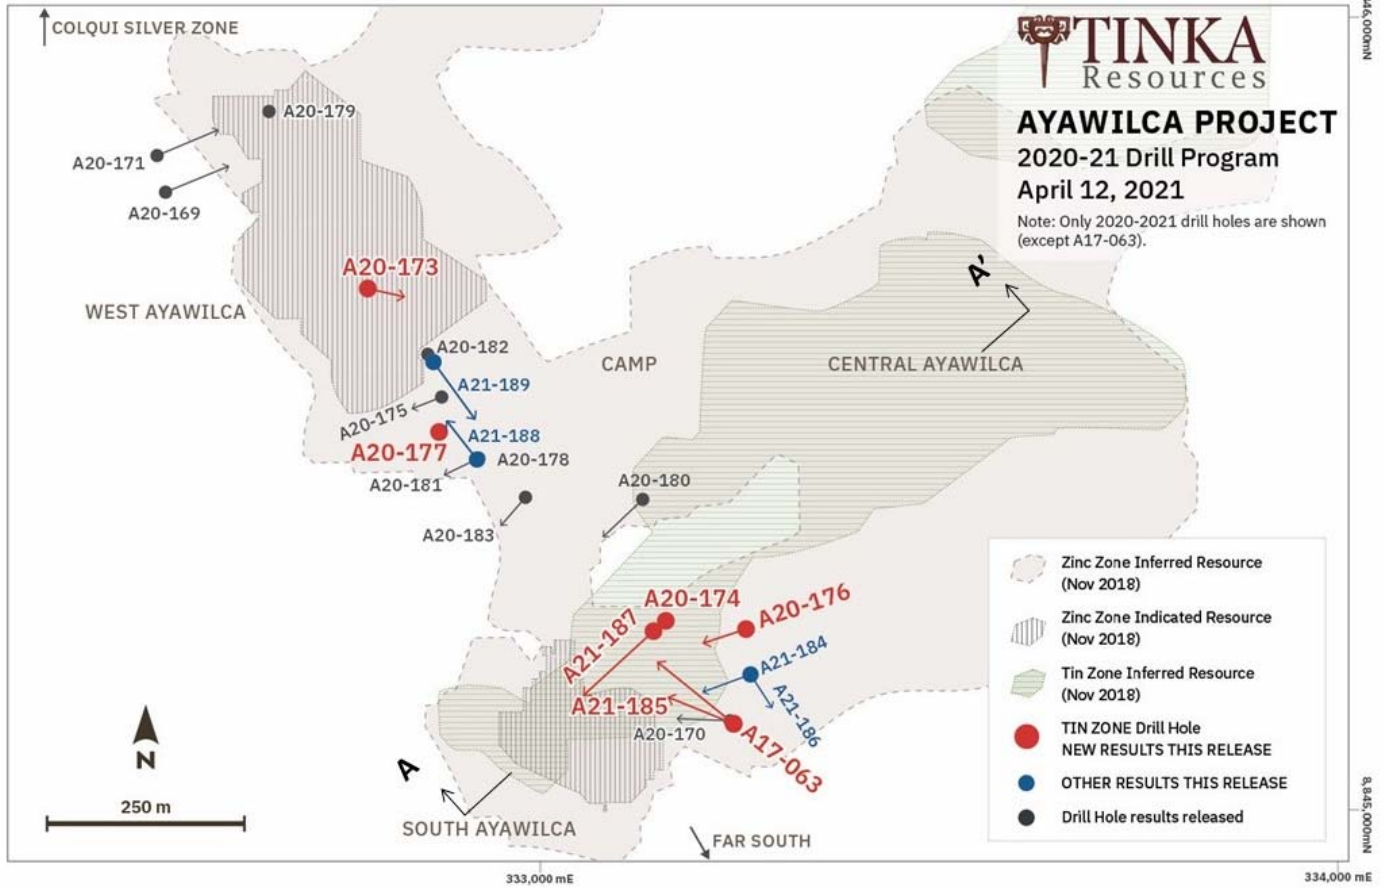 COLQUI SILVER ZONE
TINKA
Resources
AYAWILCA PROJECT
2020-21 Drill Program
April 12, 2021
Note: Only 2020-2021 drill holes are shown
(except A17-063).
A20-179
A20-171
A20-169
A20-173
WEST AYAWILCA
A'
A20-182
A21-189
CAMP
CENTRAL AYAWILCA
A20-175
A21-188
A20-177
A20-178
A20-181
A20-180
A20-183
A20-174
A20-176
A21-187
A21-184
A21-185
A21-186
A20-170
A17-063
A
SOUTH AYAWILCA
FAR SOUTH
N
250 m
Zinc Zone Inferred Resource
(Nov 2018)
Zinc Zone Indicated Resource
(Nov 2018)
Tin Zone Inferred Resource
(Nov 2018)
TIN ZONE Drill Hole
NEW RESULTS THIS RELEASE
OTHER RESULTS THIS RELEASE
Drill Hole results released
46,000mN
8,845,000mN
333,000 mE
334,000 mE